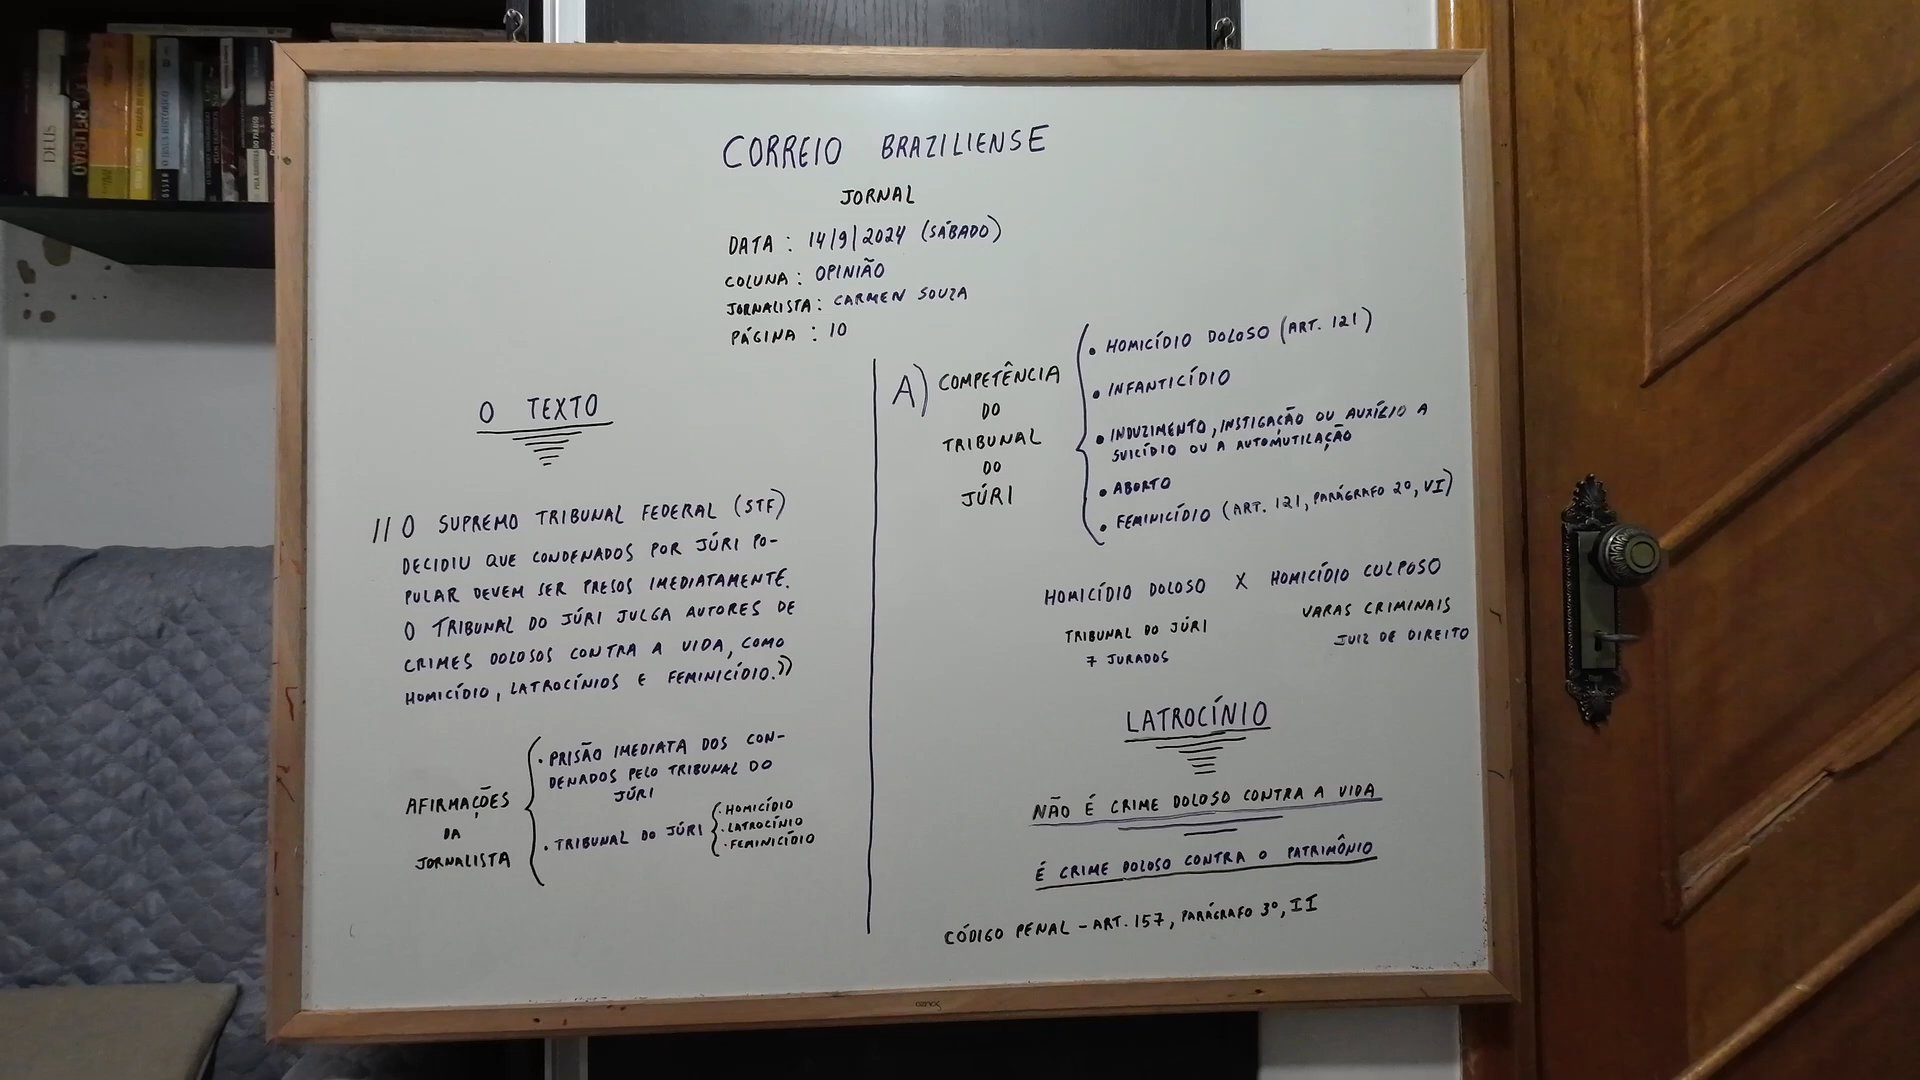 CORREIO BRAZILIENSE
JORNAL
DATA : 14/9/2024 (SÁBADO)
COLUNA : OPINIÃO
JORNALISTA : CARMEN SOUZA
PÁGINA : 10
O TEXTO
"O SUPREMO TRIBUNAL FEDERAL (STF)
DECIDIU QUE CONDENADOS POR JÚRI PO-
PULAR DEVEM SER PRESOS IMEDIATAMENTE.
O TRIBUNAL DO JÚRI JULGA AUTORES DE
CRIMES DOLOSOS CONTRA A VIDA, COMO
HOMICÍDIO, LATROCÍNIOS E FEMINICÍDIO."
AFIRMAÇÕES
DA
JORNALISTA
• PRISÃO IMEDIATA DOS CON-
DENADOS PELO TRIBUNAL DO
JÚRI
• TRIBUNAL DO JÚRI
• HOMICÍDIO
• LATROCÍNIO
• FEMINICÍDIO
A) COMPETÊNCIA
DO
TRIBUNAL
DO
JÚRI
• HOMICÍDIO DOLOSO (ART. 121)
• INFANTICÍDIO
• INDUZIMENTO, INSTIGAÇÃO OU AUXÍLIO A
SUICÍDIO OU A AUTOMUTILAÇÃO
• ABORTO
• FEMINICÍDIO (ART. 121, PARÁGRAFO 2º, VI)
HOMICÍDIO DOLOSO X HOMICÍDIO CULPOSO
TRIBUNAL DO JÚRI
7 JURADOS
VARAS CRIMINAIS
JUIZ DE DIREITO
LATROCÍNIO
NÃO É CRIME DOLOSO CONTRA A VIDA
É CRIME DOLOSO CONTRA O PATRIMÔNIO
CÓDIGO PENAL - ART. 157, PARÁGRAFO 3º, II
DEUS
RELIGIÃO